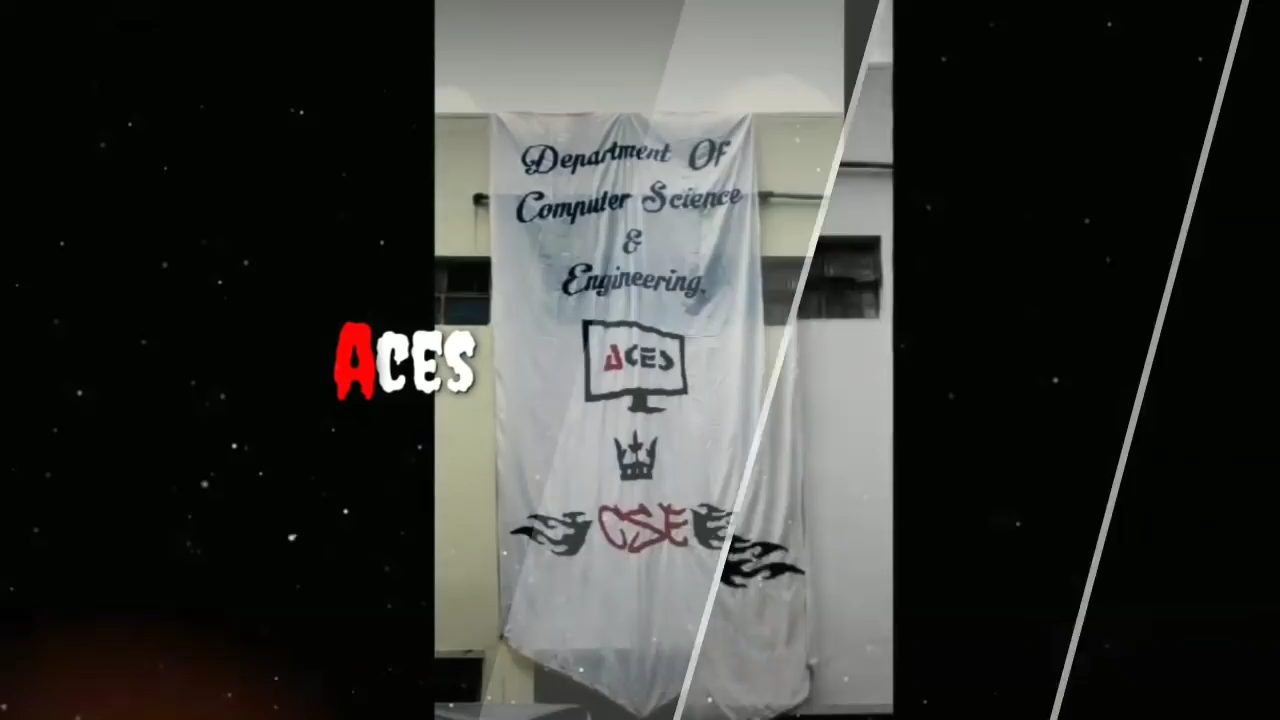 Department Of
Computer Science
&
Engineering.
ACES
ACES
CSE